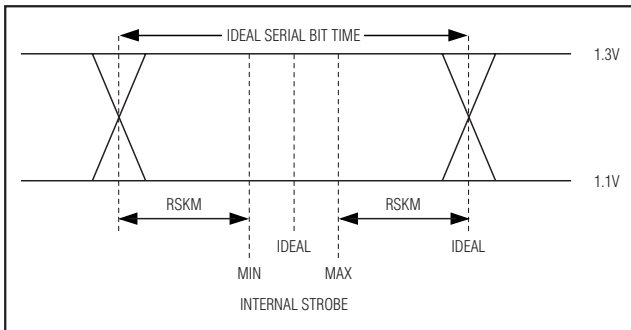 IDEAL SERIAL BIT TIME
1.3V
1.1V
RSKM
RSKM
IDEAL
IDEAL
MIN
MAX
INTERNAL STROBE